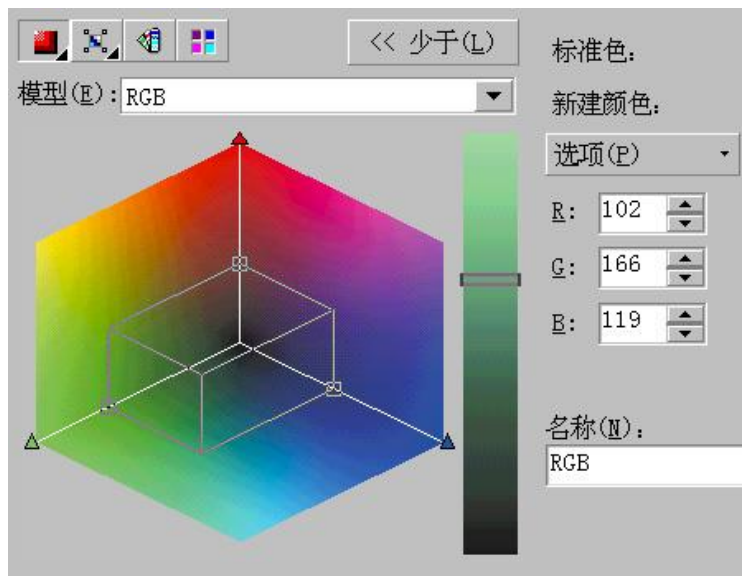 << 少于(L)
标准色:
模型(E): RGB
新建颜色:
选项(P)
R: 102
G: 166
B: 119
名称(N):
RGB